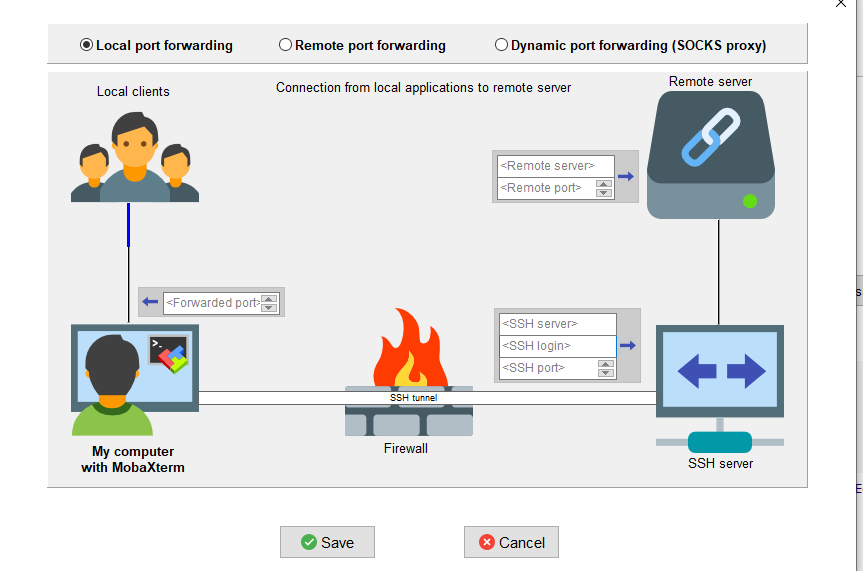 Local port forwarding
Remote port forwarding
Dynamic port forwarding (SOCKS proxy)
Local clients
Connection from local applications to remote server
Remote server
<Remote server>
<Remote port>
<Forwarded port>
<SSH server>
<SSH login>
<SSH port>
>_
SSH tunnel
Firewall
My computer
with MobaXterm
SSH server
Save
Cancel
s
E